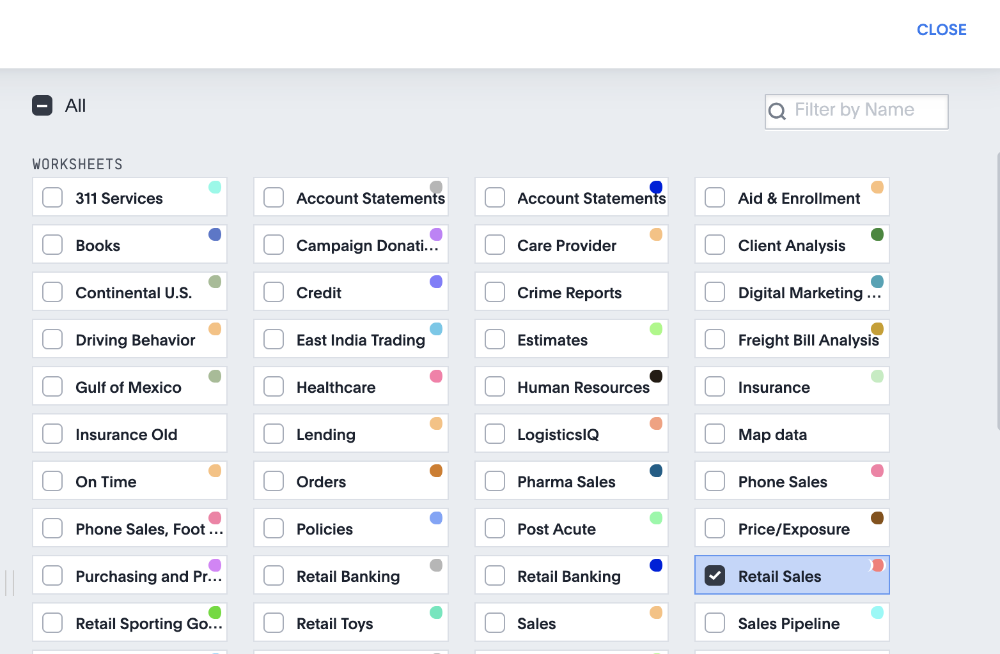 CLOSE
All
Filter by Name
WORKSHEETS
311 Services
Account Statements
Account Statements
Aid & Enrollment
Books
Campaign Donati...
Care Provider
Client Analysis
Continental U.S.
Credit
Crime Reports
Digital Marketing ...
Driving Behavior
East India Trading
Estimates
Freight Bill Analysis
Gulf of Mexico
Healthcare
Human Resources
Insurance
Insurance Old
Lending
LogisticsIQ
Map data
On Time
Orders
Pharma Sales
Phone Sales
Phone Sales, Foot ...
Policies
Post Acute
Price/Exposure
Purchasing and Pr...
Retail Banking
Retail Banking
Retail Sales
Retail Sporting Go...
Retail Toys
Sales
Sales Pipeline